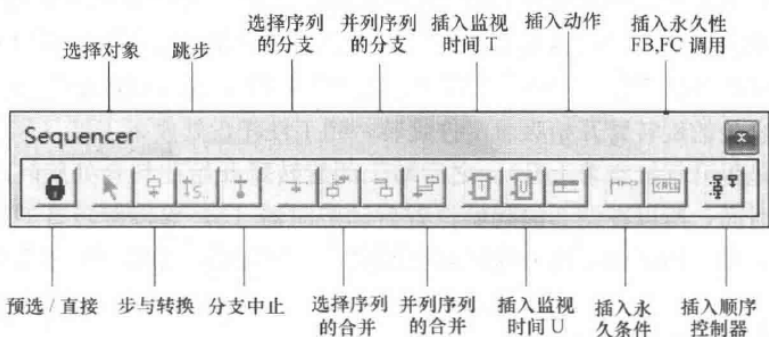 选择序列 并列序列 插入监视 插入动作 插入永久性
选择对象 跳步 的分支 的分支 时间 T FB,FC 调用
Sequencer
S..
T
U
CALL
预选 / 直接 步与转换 分支中止 选择序列 并列序列 插入监视 插入永 插入顺序
的合并 的合并 时间 U 久条件 控制器